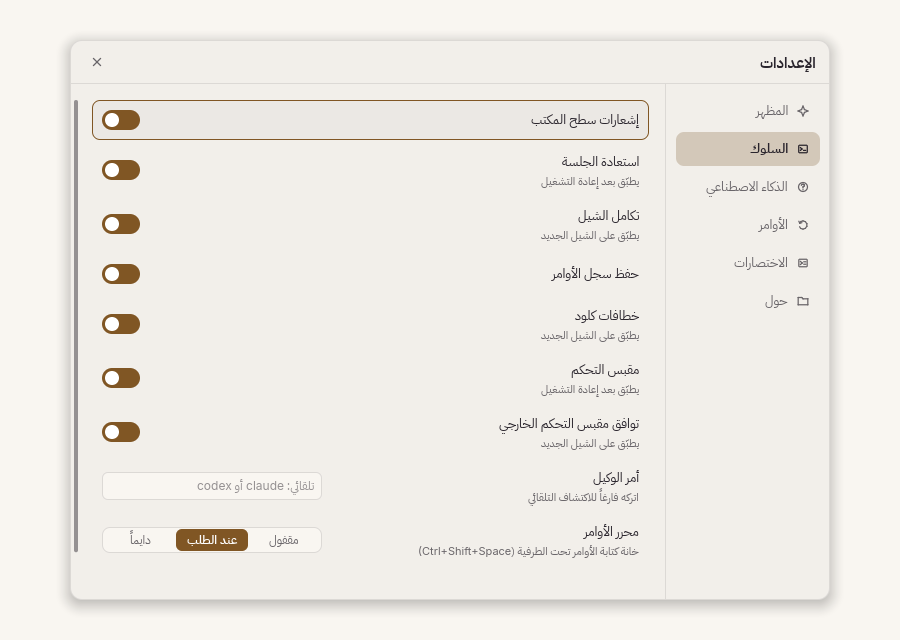 الإعدادات
المظهر
السلوك
الذكاء الاصطناعي
الأوامر
الاختصارات
حول
إشعارات سطح المكتب
استعادة الجلسة
يطبّق بعد إعادة التشغيل
تكامل الشيل
يطبّق على الشيل الجديد
حفظ سجل الأوامر
خطافات كلود
يطبّق على الشيل الجديد
مقبس التحكم
يطبّق بعد إعادة التشغيل
توافق مقبس التحكم الخارجي
يطبّق على الشيل الجديد
أمر الوكيل
اتركه فارغاً للاكتشاف التلقائي
تلقائي: claude أو codex
محرر الأوامر
خانة كتابة الأوامر تحت الطرفية (Ctrl+Shift+Space)
مقفول
عند الطلب
دايماً